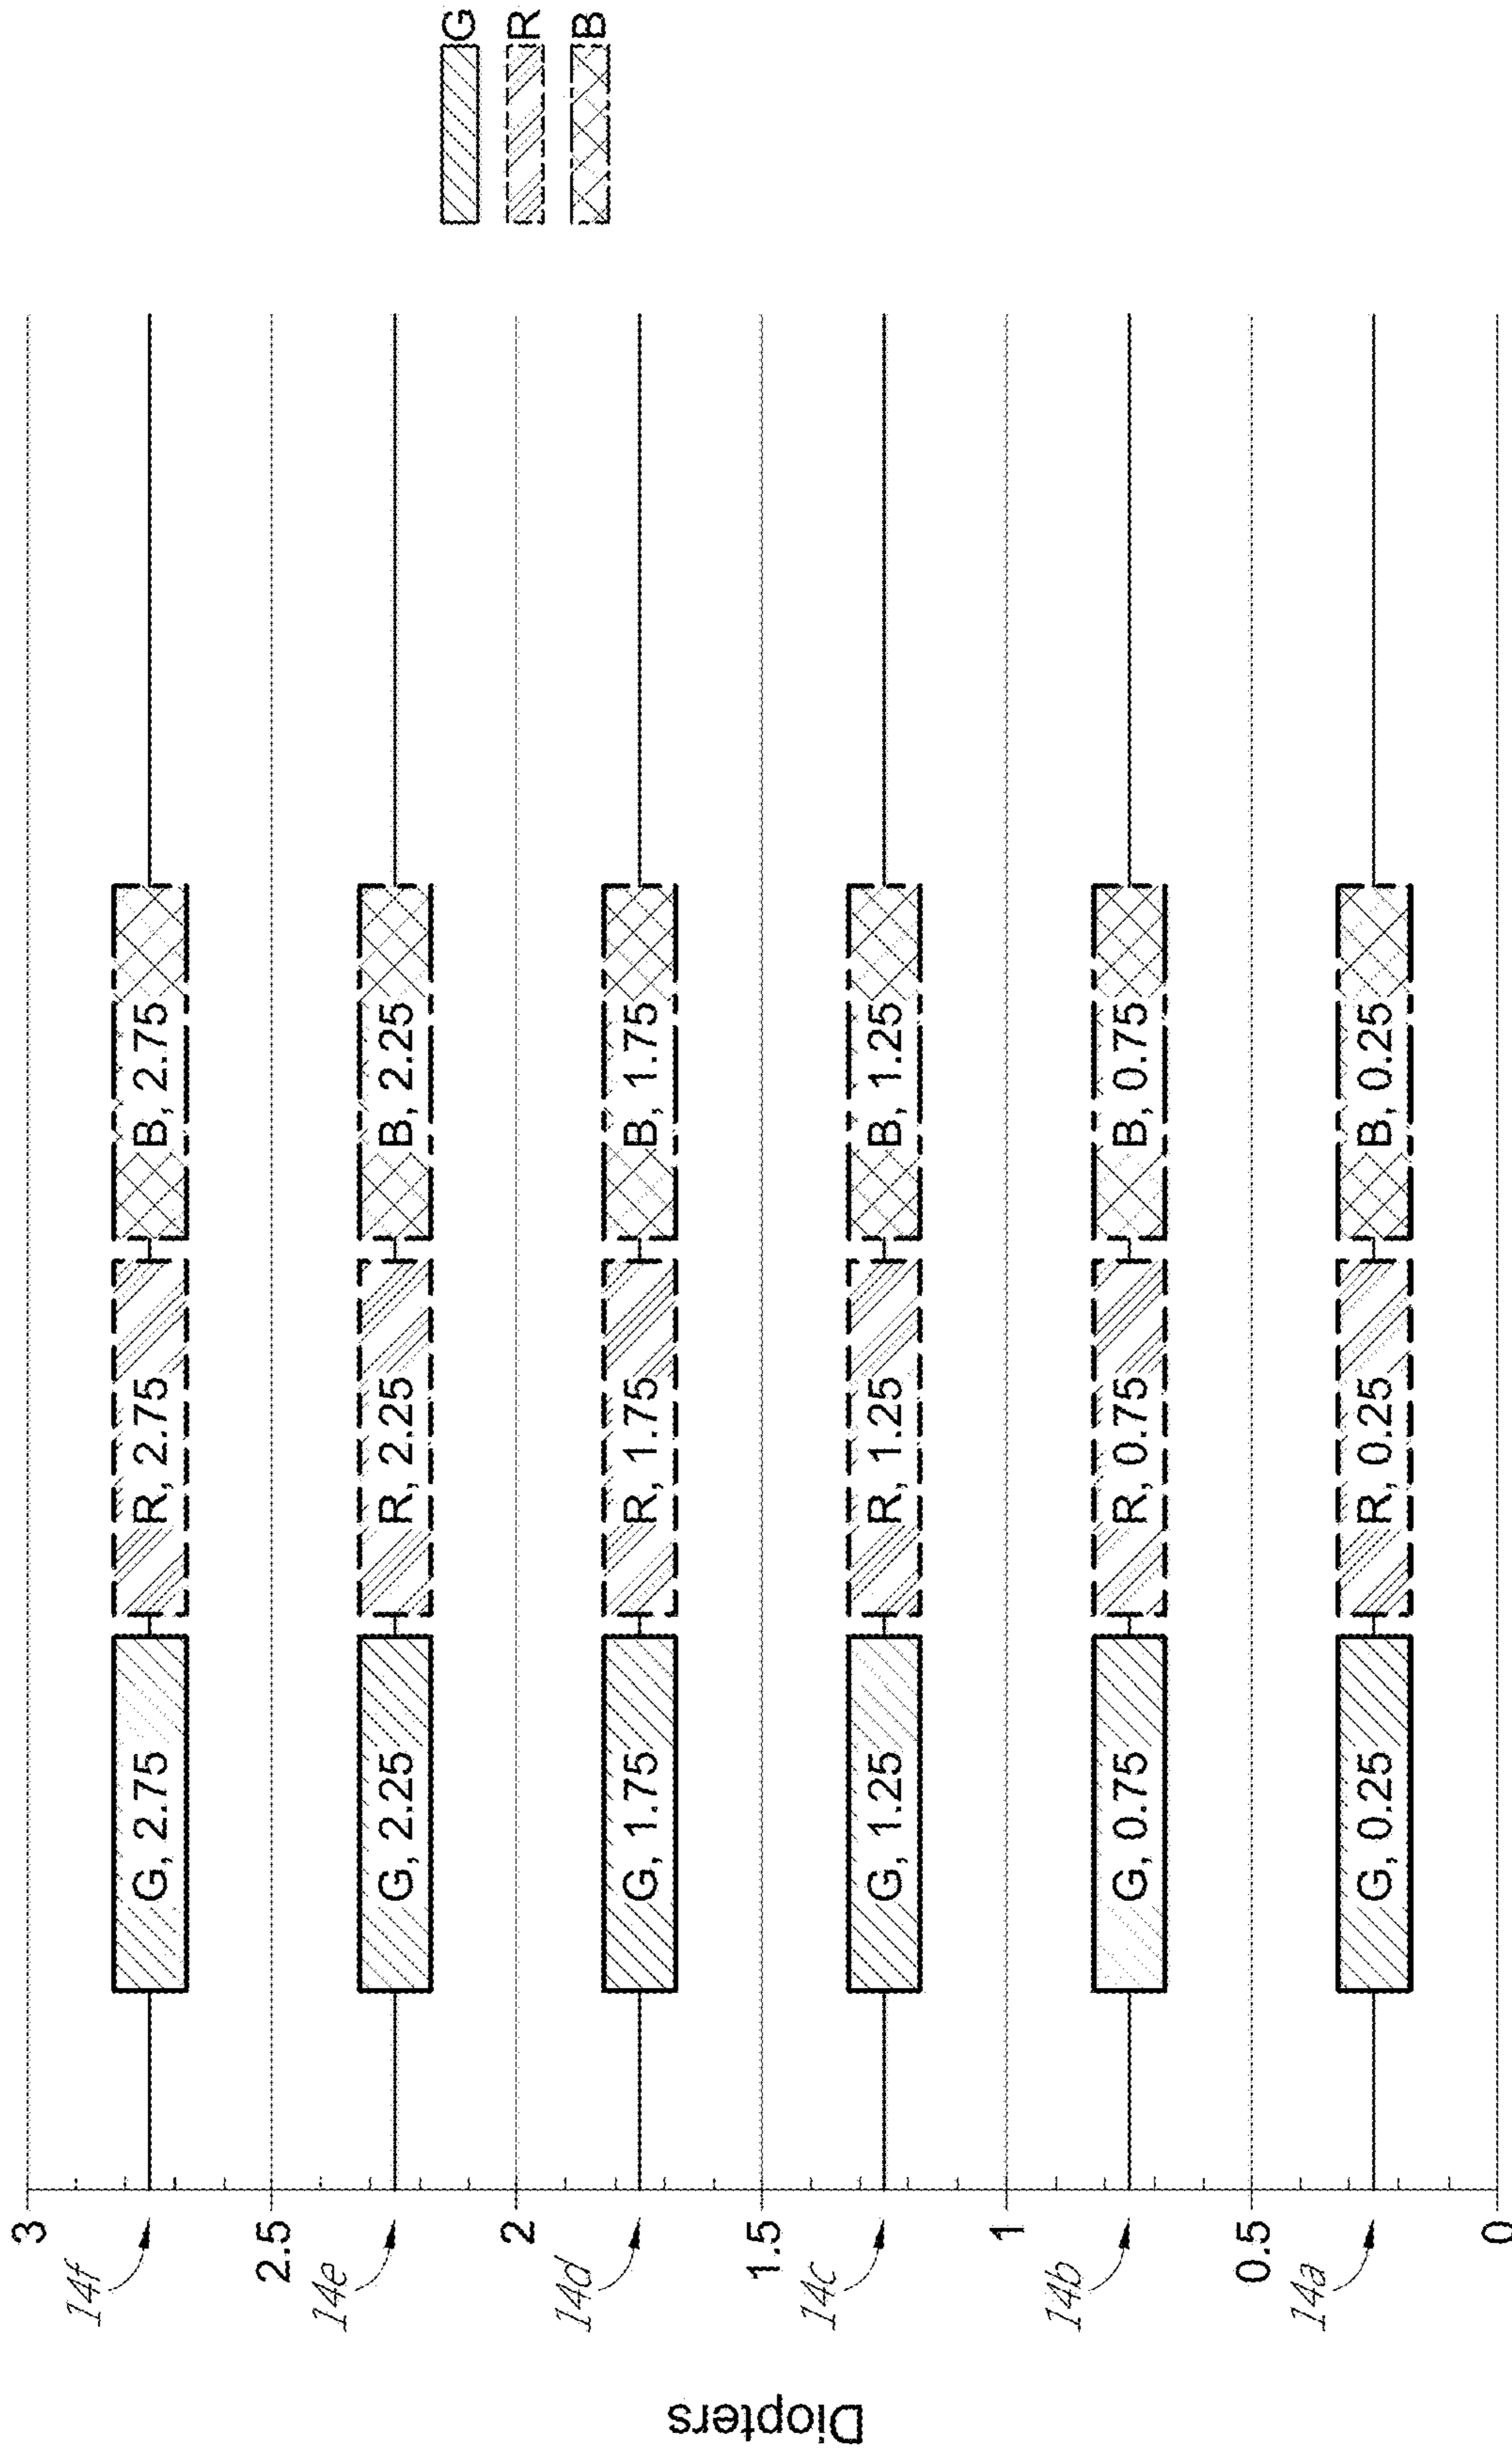 G
R
B
3
14f
G, 2.75
R, 2.75
B, 2.75
2.5
14e
G, 2.25
R, 2.25
B, 2.25
2
14d
G, 1.75
R, 1.75
B, 1.75
1.5
14c
G, 1.25
R, 1.25
B, 1.25
1
14b
G, 0.75
R, 0.75
B, 0.75
0.5
14a
G, 0.25
R, 0.25
B, 0.25
0
Diopters